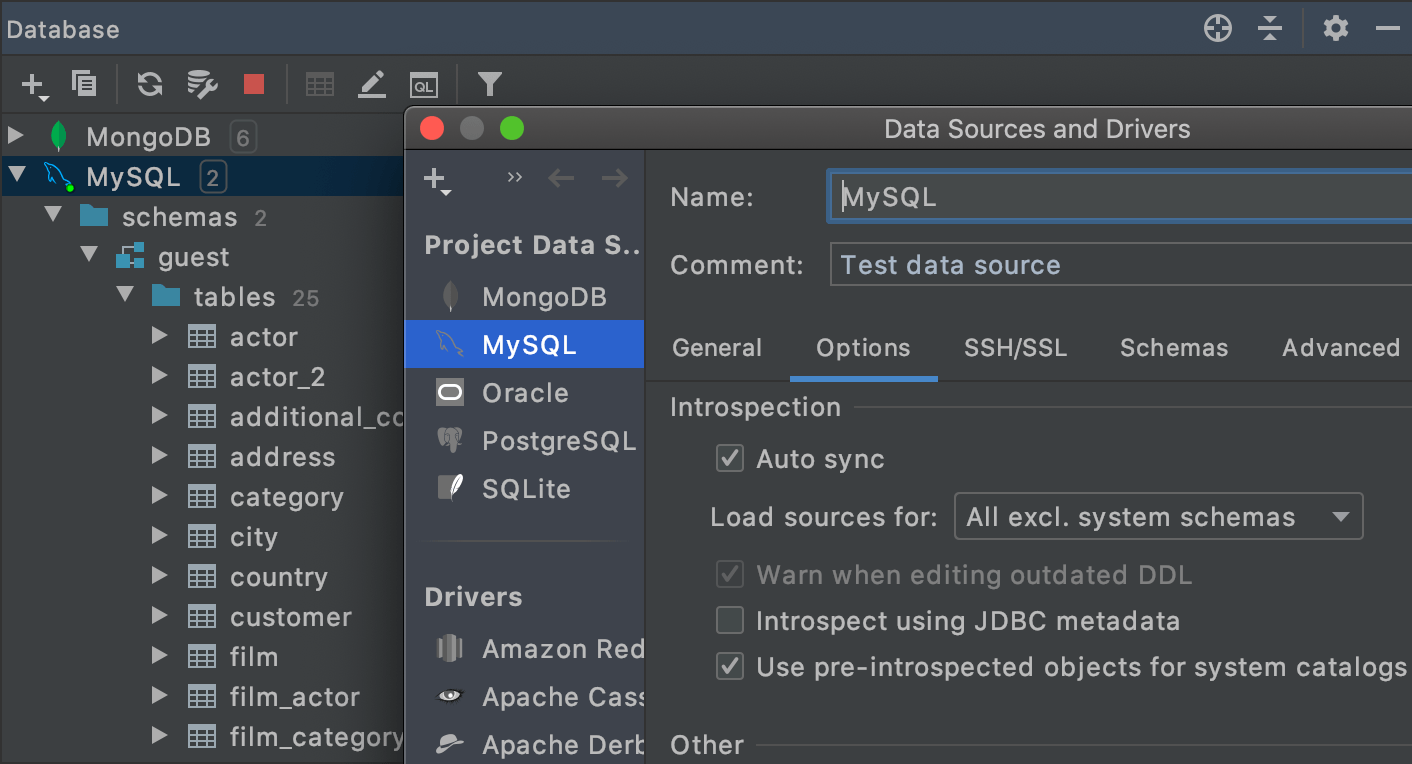 Database
QL
MongoDB 6
MySQL 2
schemas 2
guest
tables 25
actor
actor_2
additional_co
address
category
city
country
customer
film
film_actor
film_category
Data Sources and Drivers
Project Data S..
MongoDB
MySQL
Oracle
PostgreSQL
SQLite
Drivers
Amazon Red
Apache Cass
Apache Derb
Name: MySQL
Comment: Test data source
General Options SSH/SSL Schemas Advanced
Introspection
Auto sync
Load sources for: All excl. system schemas
Warn when editing outdated DDL
Introspect using JDBC metadata
Use pre-introspected objects for system catalogs
Other